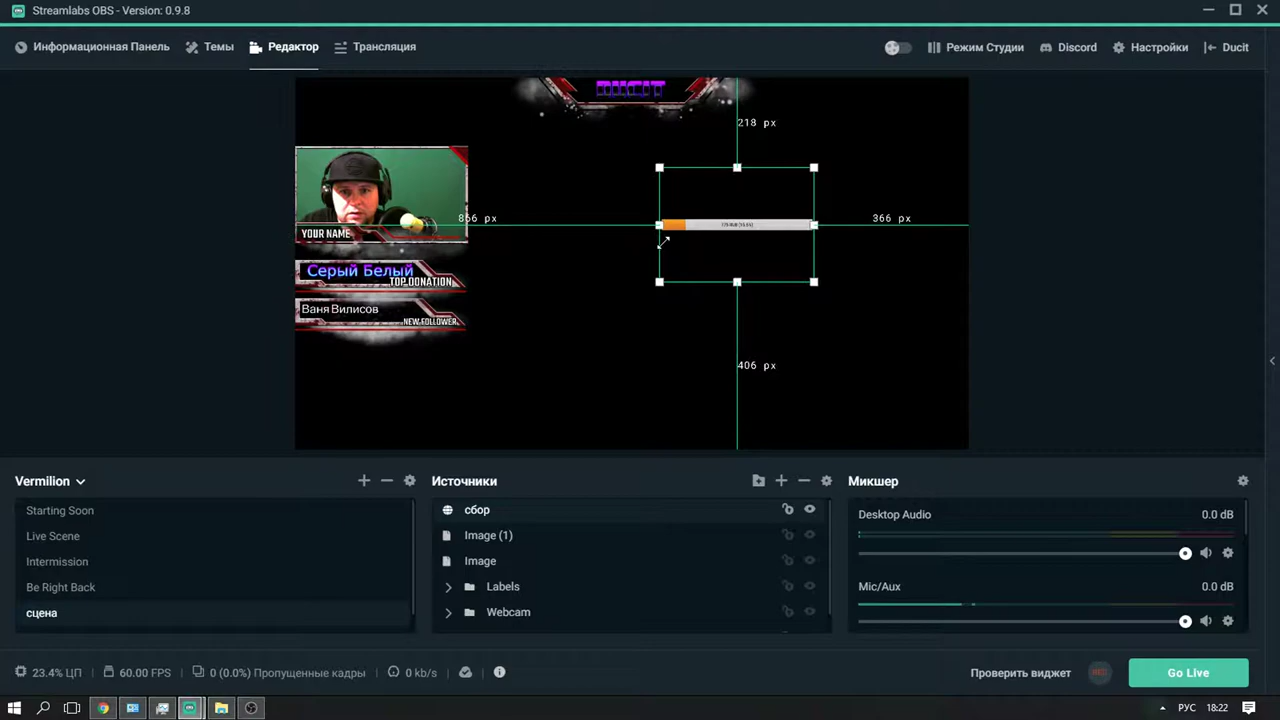 Streamlabs OBS - Version: 0.9.8
Информационная Панель
Темы
Редактор
Трансляция
Режим Студии
Discord
Настройки
Ducit
218 px
866 px
366 px
YOUR NAME
Серый Белый
TOP DONATION
Ваня Вилисов
NEW FOLLOWER
406 px
Vermilion
Источники
Микшер
Starting Soon
сбор
Desktop Audio
0.0 dB
Live Scene
Image (1)
Intermission
Image
Be Right Back
Labels
Mic/Aux
0.0 dB
сцена
Webcam
23.4% ЦП
60.00 FPS
0 (0.0%) Пропущенные кадры
0 kb/s
Проверить виджет
Go Live
РУС
18:22